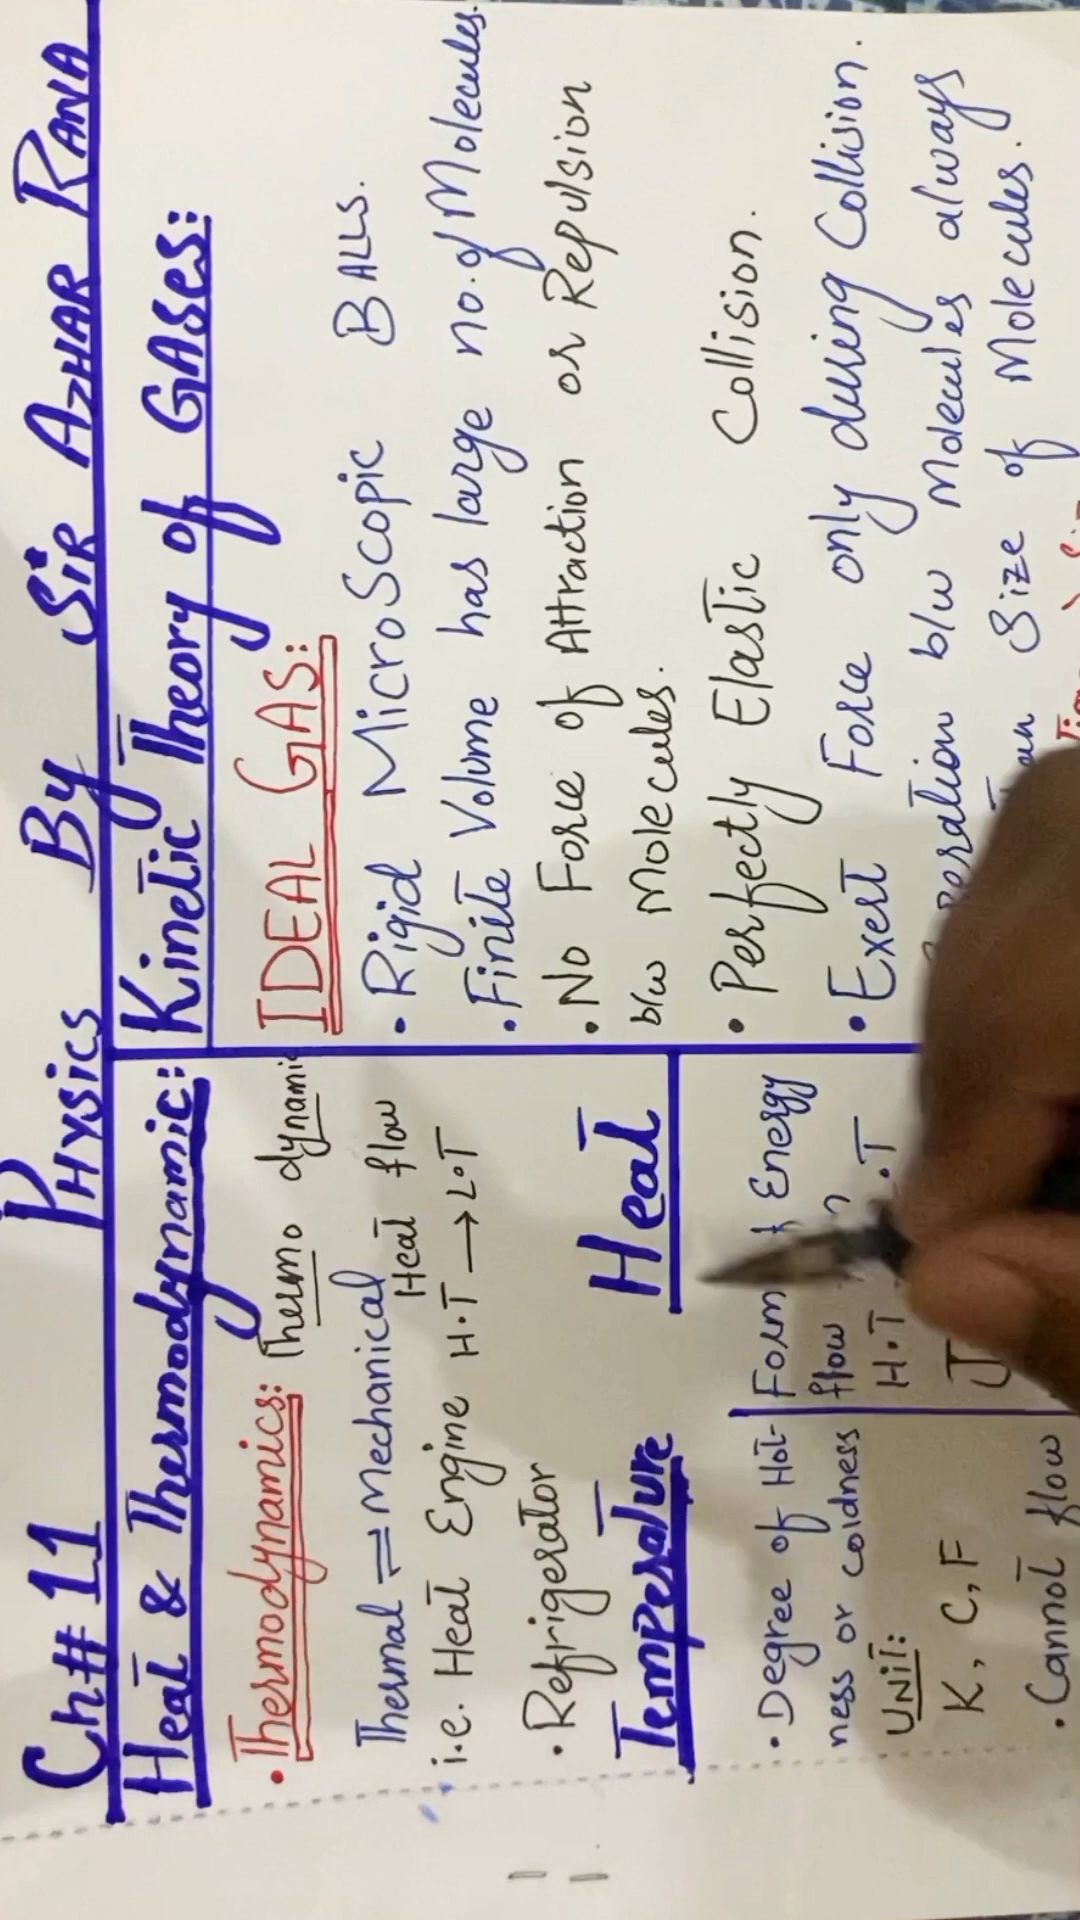 Ch# 11 Physics By Sir Azhar Rana
Heat & Thermodynamic:
• Thermodynamics: Thermo dynamic
Thermal ⇌ Mechanical Heat flow
i.e. Heat Engine H.T → L.T
• Refrigerator
Temperature
• Degree of Hot-
ness or coldness
UNIT:
K, C, F
• Cannot flow
Heat
Form of Energy
flow
H.T .T
J
Kinetic Theory of GASes:
IDEAL GAS:
• Rigid MicroScopic BALLS.
• Finite Volume has large no. of Molecules.
• No Force of Attraction or Repulsion
b/w Molecules.
• Perfectly Elastic Collision.
• Exert Force only during Collision.
b/w Molecules always
Size of Molecules.